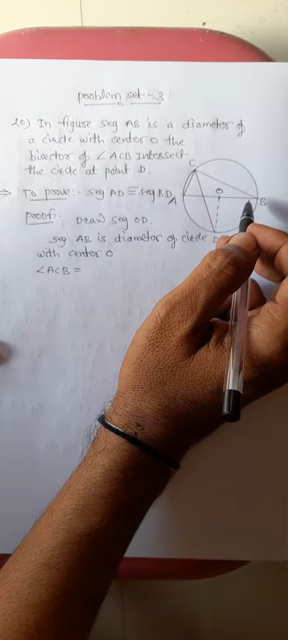 problem set - 3
20) In figure seg AB is a diameter of
a circle with center O the
bisector of ∠ACB intersect
the circle at point D.
C
O
A
B
⇒ To prove:- seg AD ≅ seg BD.
proof:- Draw seg OD.
seg AB is diameter of circle
with center O
∠ACB =